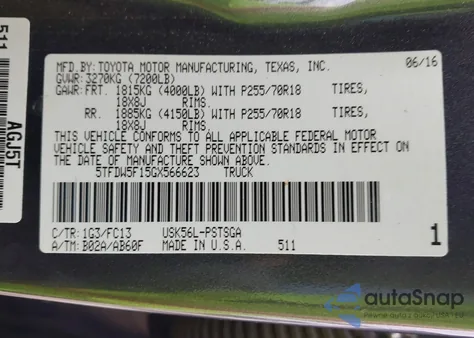 511
AGJ5T
MFD.BY: TOYOTA MOTOR MANUFACTURING, TEXAS, INC. 06/16
GVWR: 3270KG (7200LB)
GAWR: FRT. 1815KG (4000LB) WITH P255/70R18 TIRES,
18X8J RIMS.
RR. 1885KG (4150LB) WITH P255/70R18 TIRES,
18X8J RIMS.
THIS VEHICLE CONFORMS TO ALL APPLICABLE FEDERAL MOTOR
VEHICLE SAFETY AND THEFT PREVENTION STANDARDS IN EFFECT ON
THE DATE OF MANUFACTURE SHOWN ABOVE.
5TFDW5F15GX566623 TRUCK
C/TR: 1G3/FC13 USK56L-PSTSGA
A/TM: B02A/AB60F MADE IN U.S.A. 511 1
autoSnap